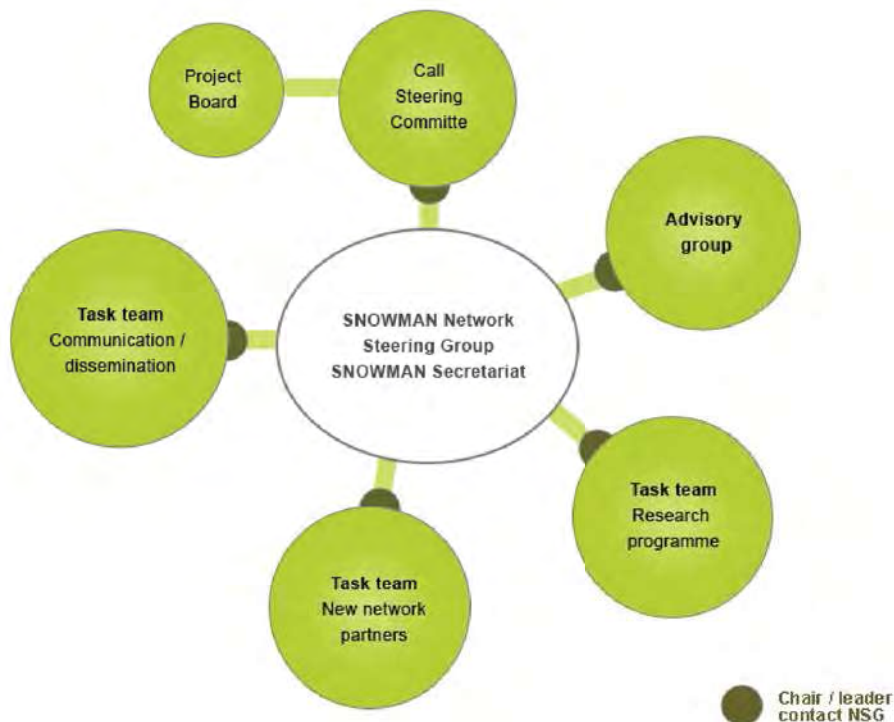 Project
Board
Call
Steering
Committe
Advisory
group
Task team
Communication /
dissemination
SNOWMAN Network
Steering Group
SNOWMAN Secretariat
Task team
Research
programme
Task team
New network
partners
Chair / leader
contact NSG